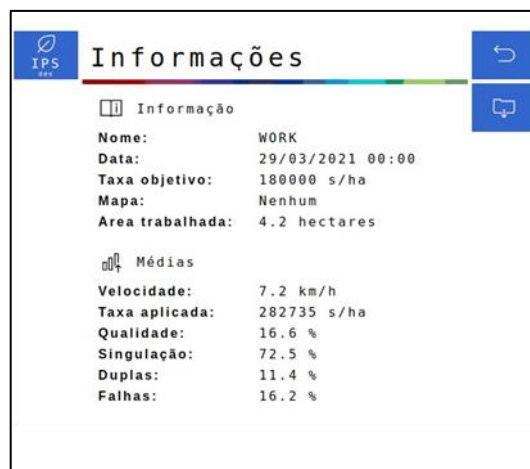 IPS
dev
Informações
Informação
Nome: WORK
Data: 29/03/2021 00:00
Taxa objetivo: 180000 s/ha
Mapa: Nenhum
Area trabalhada: 4.2 hectares
Médias
Velocidade: 7.2 km/h
Taxa aplicada: 282735 s/ha
Qualidade: 16.6 %
Singulação: 72.5 %
Duplas: 11.4 %
Falhas: 16.2 %